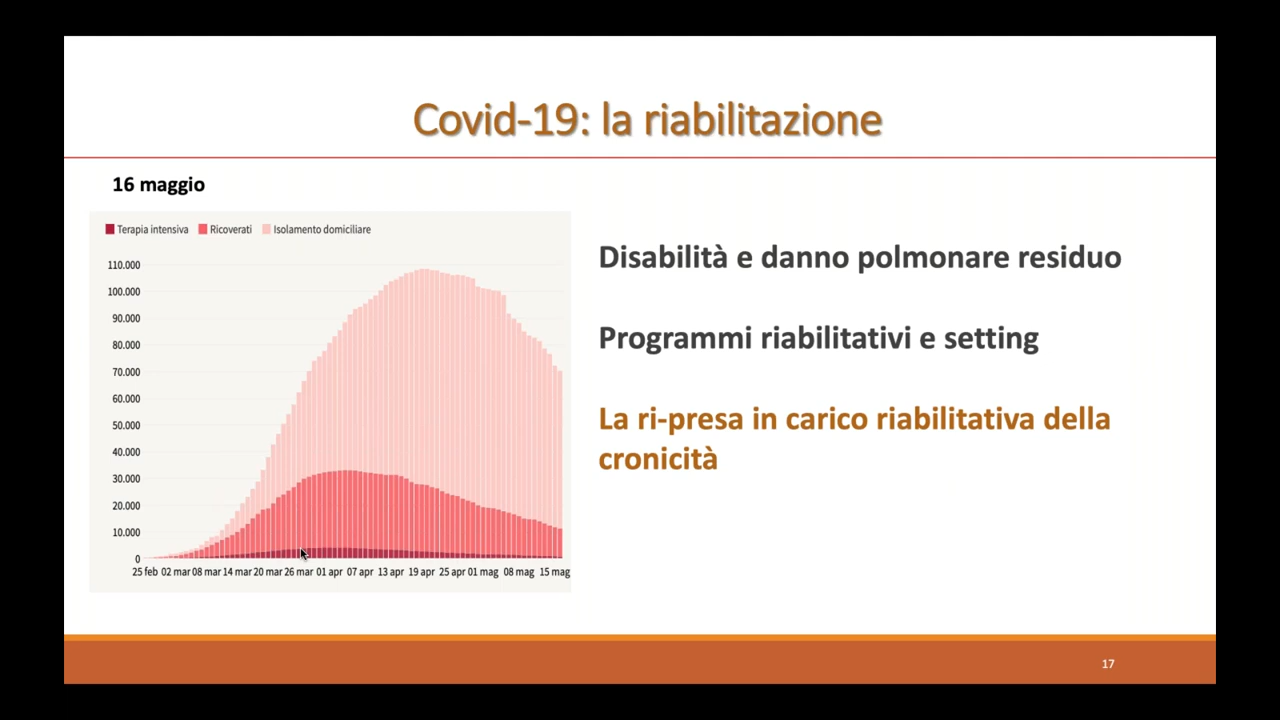 Covid-19: la riabilitazione
16 maggio
Terapia intensiva Ricoverati Isolamento domiciliare
110.000
100.000
90.000
80.000
70.000
60.000
50.000
40.000
30.000
20.000
10.000
0
25 feb 02 mar 08 mar 14 mar 20 mar 26 mar 01 apr 07 apr 13 apr 19 apr 25 apr 01 mag 08 mag 15 mag
Disabilità e danno polmonare residuo
Programmi riabilitativi e setting
La ri-presa in carico riabilitativa della
cronicità
17